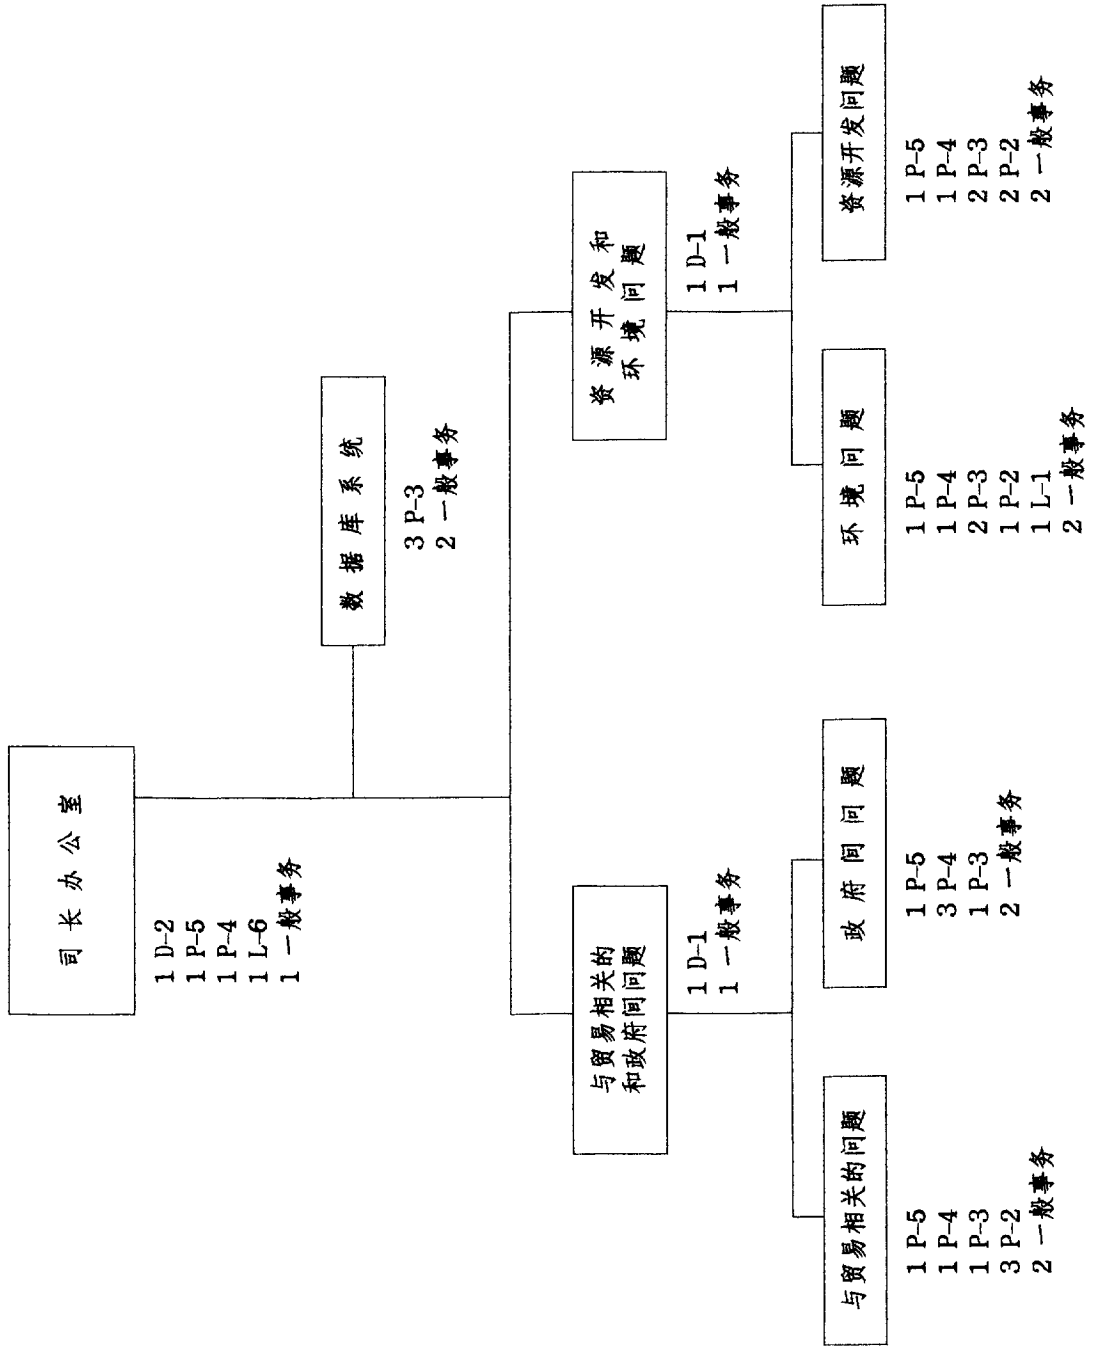 司长办公室
1 D-2
1 P-5
1 P-4
1 L-6
1 一般事务
数据库系统
3 P-3
2 一般事务
与贸易相关的
和政府间问题
1 D-1
1 一般事务
资源开发和
环境问题
1 D-1
1 一般事务
与贸易相关的问题
1 P-5
1 P-4
1 P-3
3 P-2
2 一般事务
政府间问题
1 P-5
3 P-4
1 P-3
2 一般事务
环境问题
1 P-5
1 P-4
2 P-3
1 P-2
1 L-1
2 一般事务
资源开发问题
1 P-5
1 P-4
2 P-3
2 P-2
2 一般事务